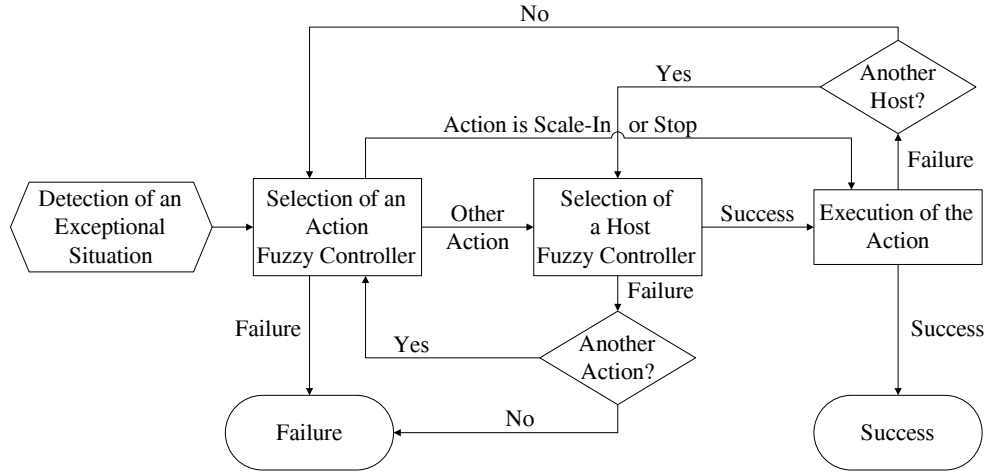 No
Another
Host?
Yes
Action is Scale-In or Stop
Failure
Detection of an
Exceptional
Situation
Selection of an
Action
Fuzzy Controller
Other
Action
Selection of
a Host
Fuzzy Controller
Success
Execution of the
Action
Failure
Failure
Yes
Another
Action?
Success
No
Failure
Success